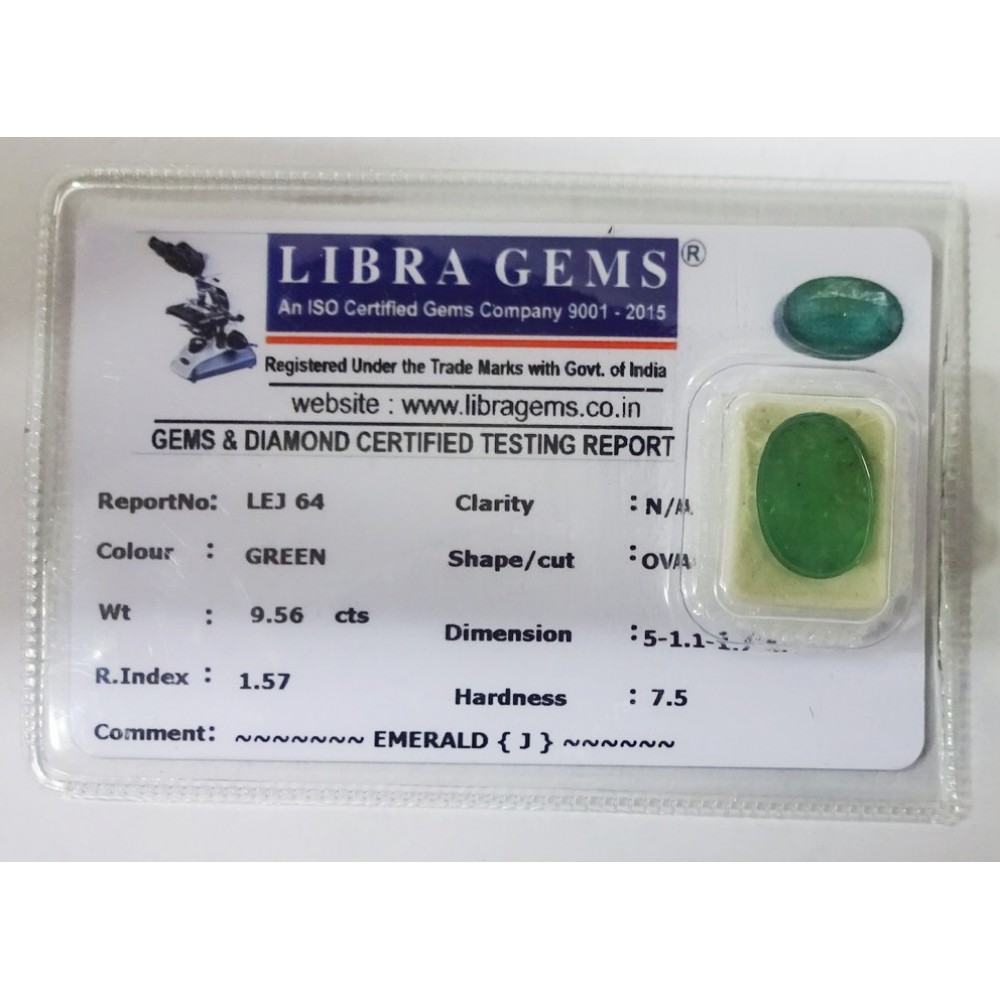 LIBRA GEMS ®
An ISO Certified Gems Company 9001 - 2015
Registered Under the Trade Marks with Govt. of India
website : www.libragems.co.in
GEMS & DIAMOND CERTIFIED TESTING REPORT
ReportNo: LEJ 64 Clarity : N/A
Colour : GREEN Shape/cut :
Wt : 9.56 cts Dimension :
R.Index : 1.57 Hardness : 7.5
Comment: ~~~~~~~ EMERALD { J } ~~~~~~